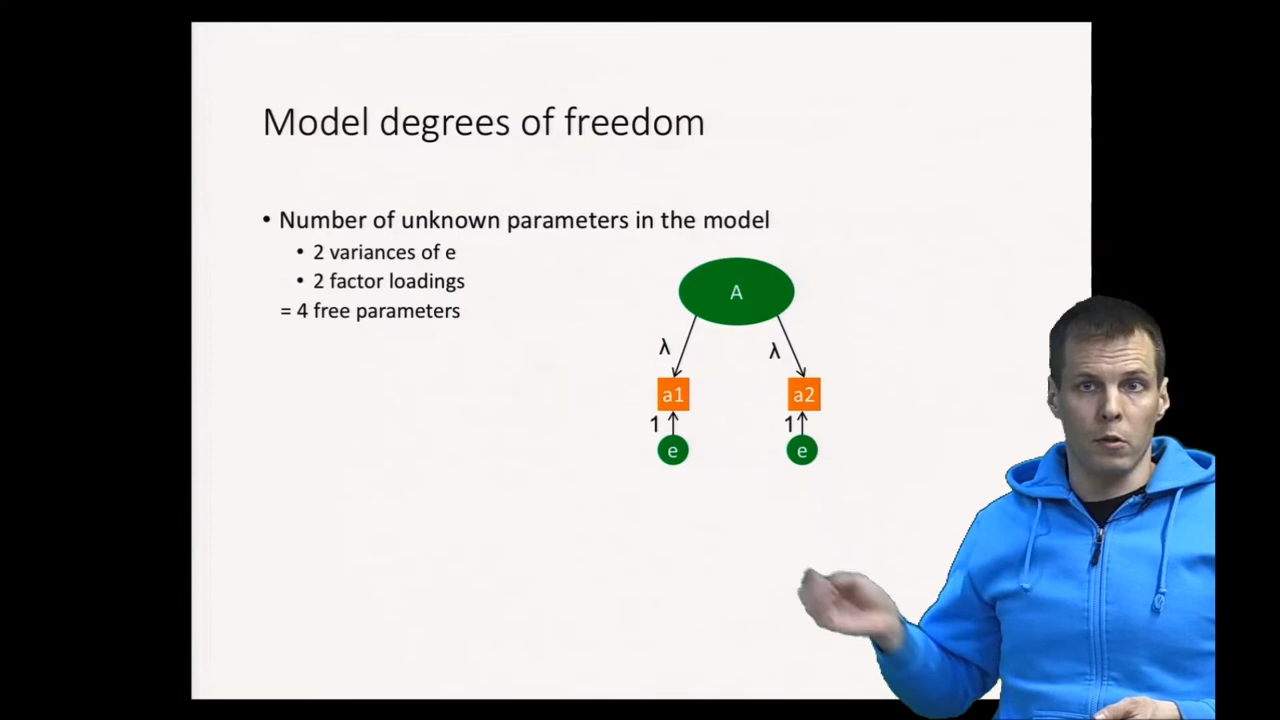 Model degrees of freedom
• Number of unknown parameters in the model
• 2 variances of e
• 2 factor loadings
= 4 free parameters
A
λ λ
a1 a2
1 1
e e